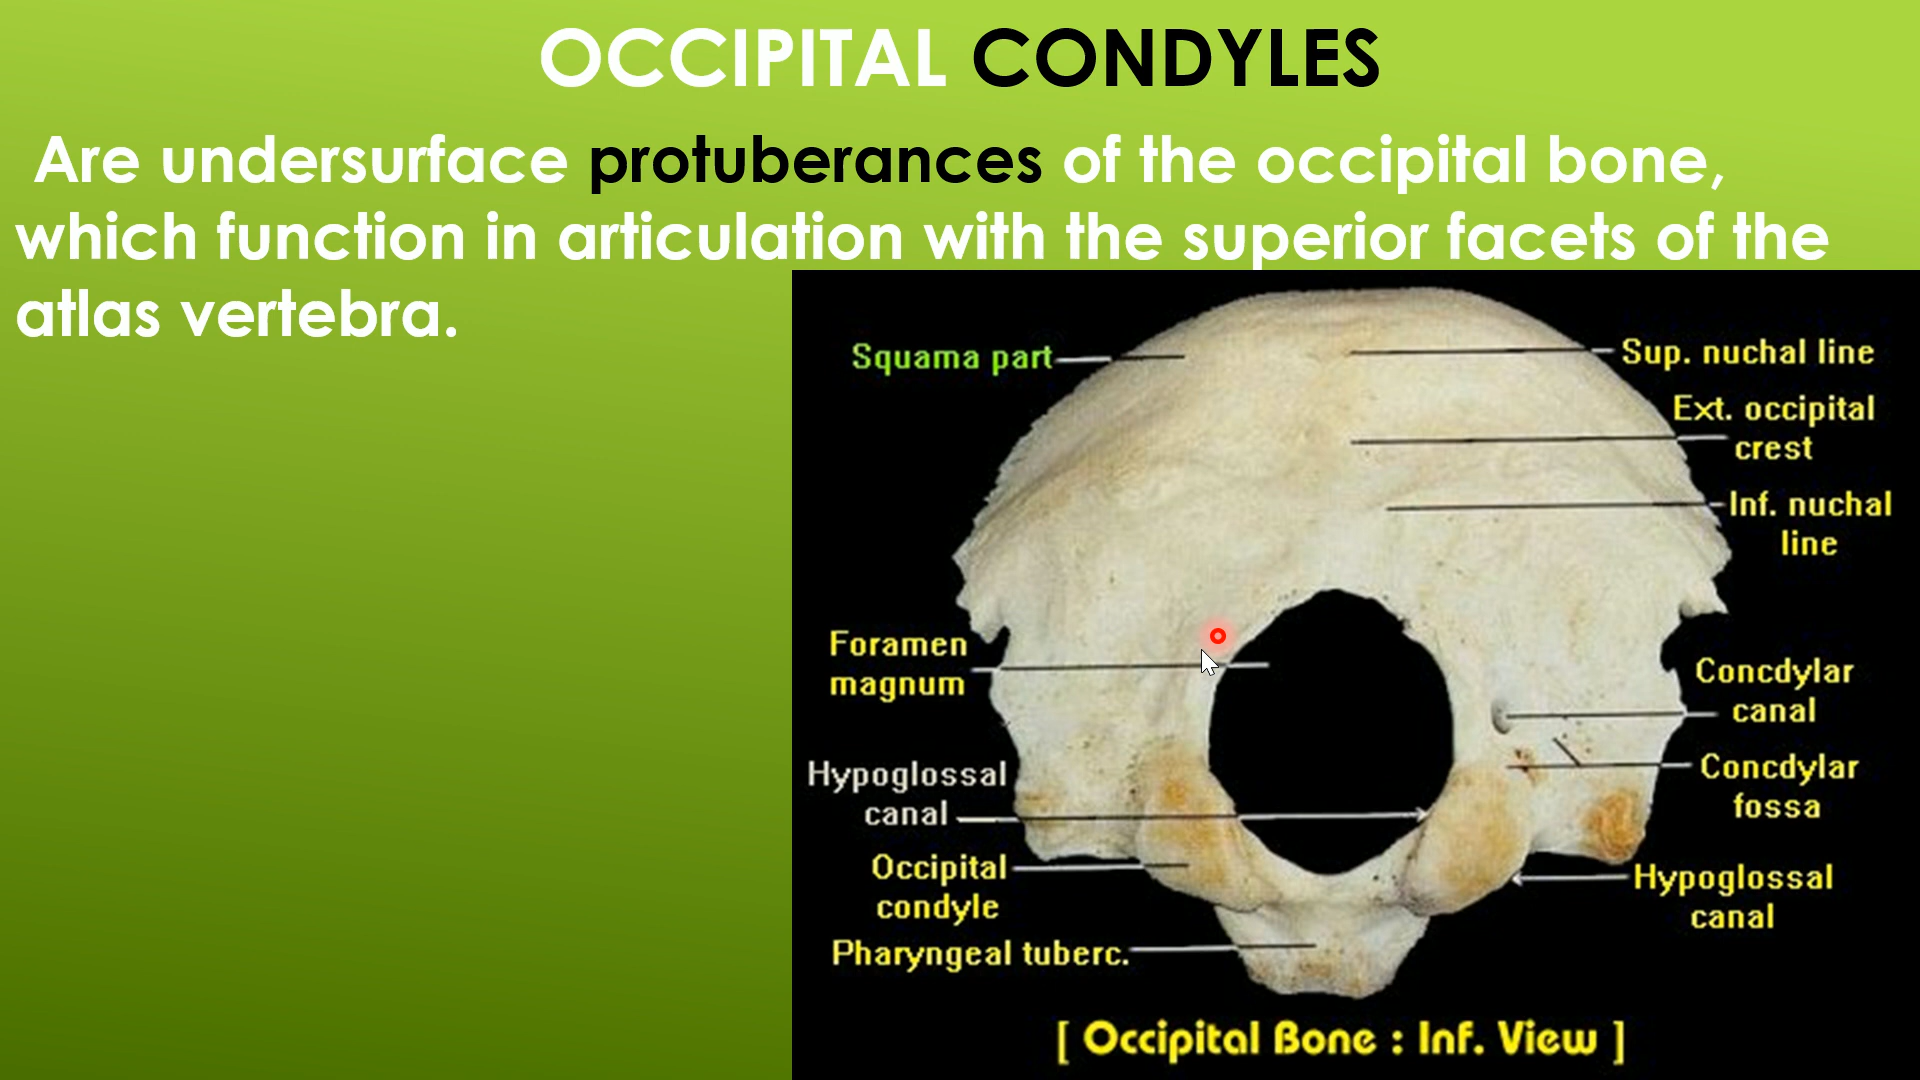 OCCIPITAL CONDYLES
Are undersurface protuberances of the occipital bone,
which function in articulation with the superior facets of the
atlas vertebra.
Squama part
Sup. nuchal line
Ext. occipital
crest
Inf. nuchal
line
Foramen
magnum
Concdylar
canal
Hypoglossal
canal
Concdylar
fossa
Occipital
condyle
Hypoglossal
canal
Pharyngeal tuberc.
[ Occipital Bone : Inf. View ]